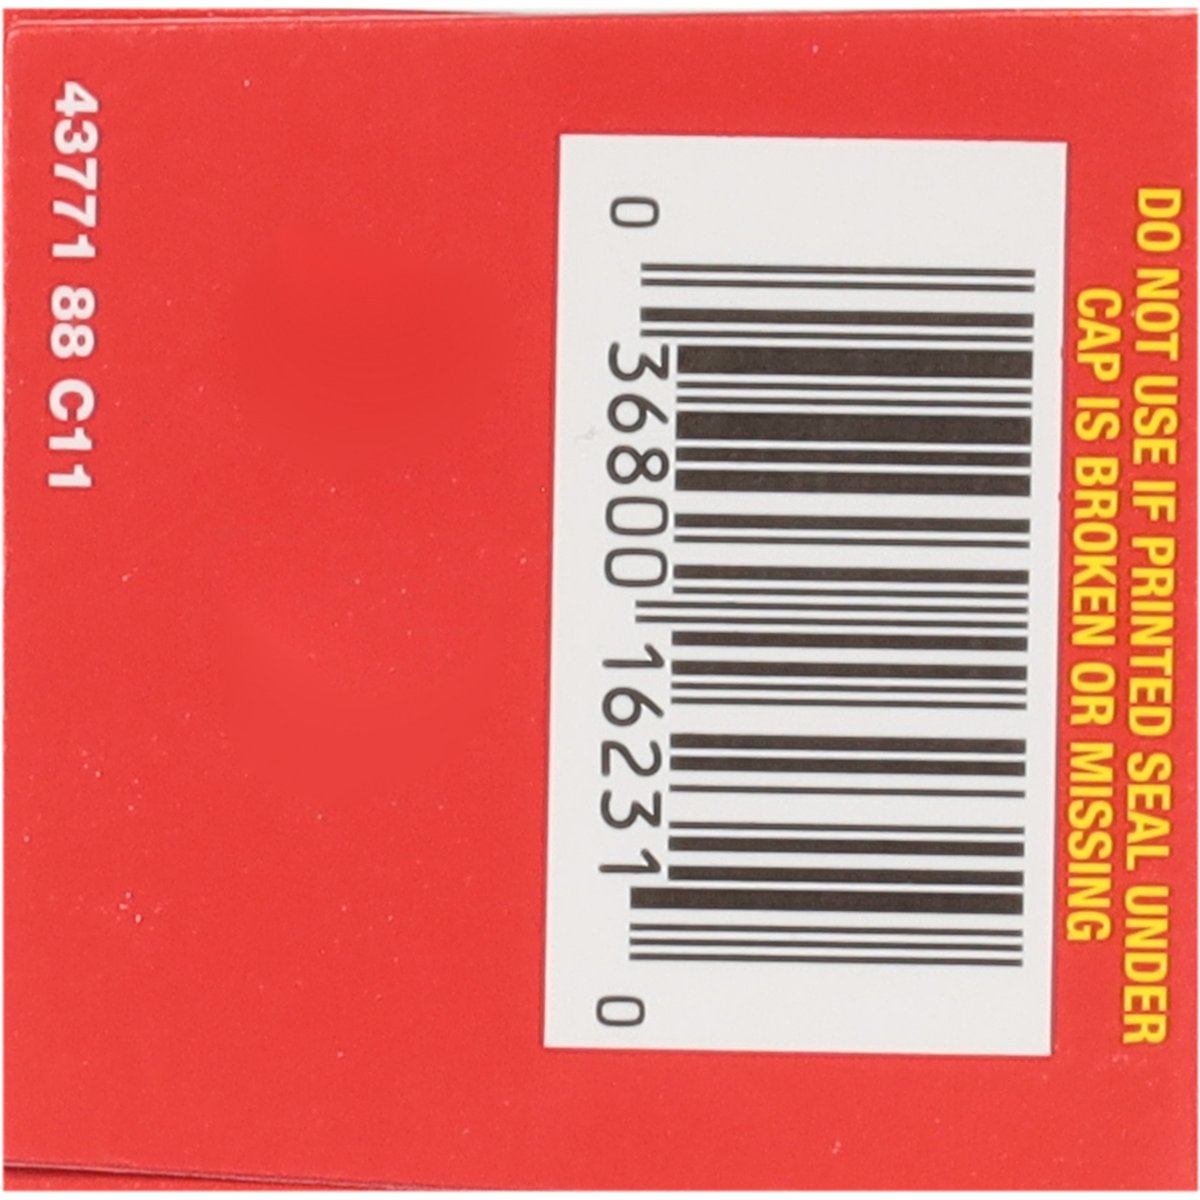 DO NOT USE IF PRINTED SEAL UNDER
CAP IS BROKEN OR MISSING
0 36800 16231 0
43771 88 C11